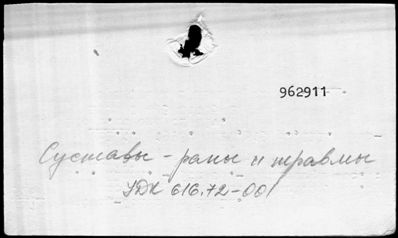 962911
Суставы - раны и травмы
УДК 616.72-001